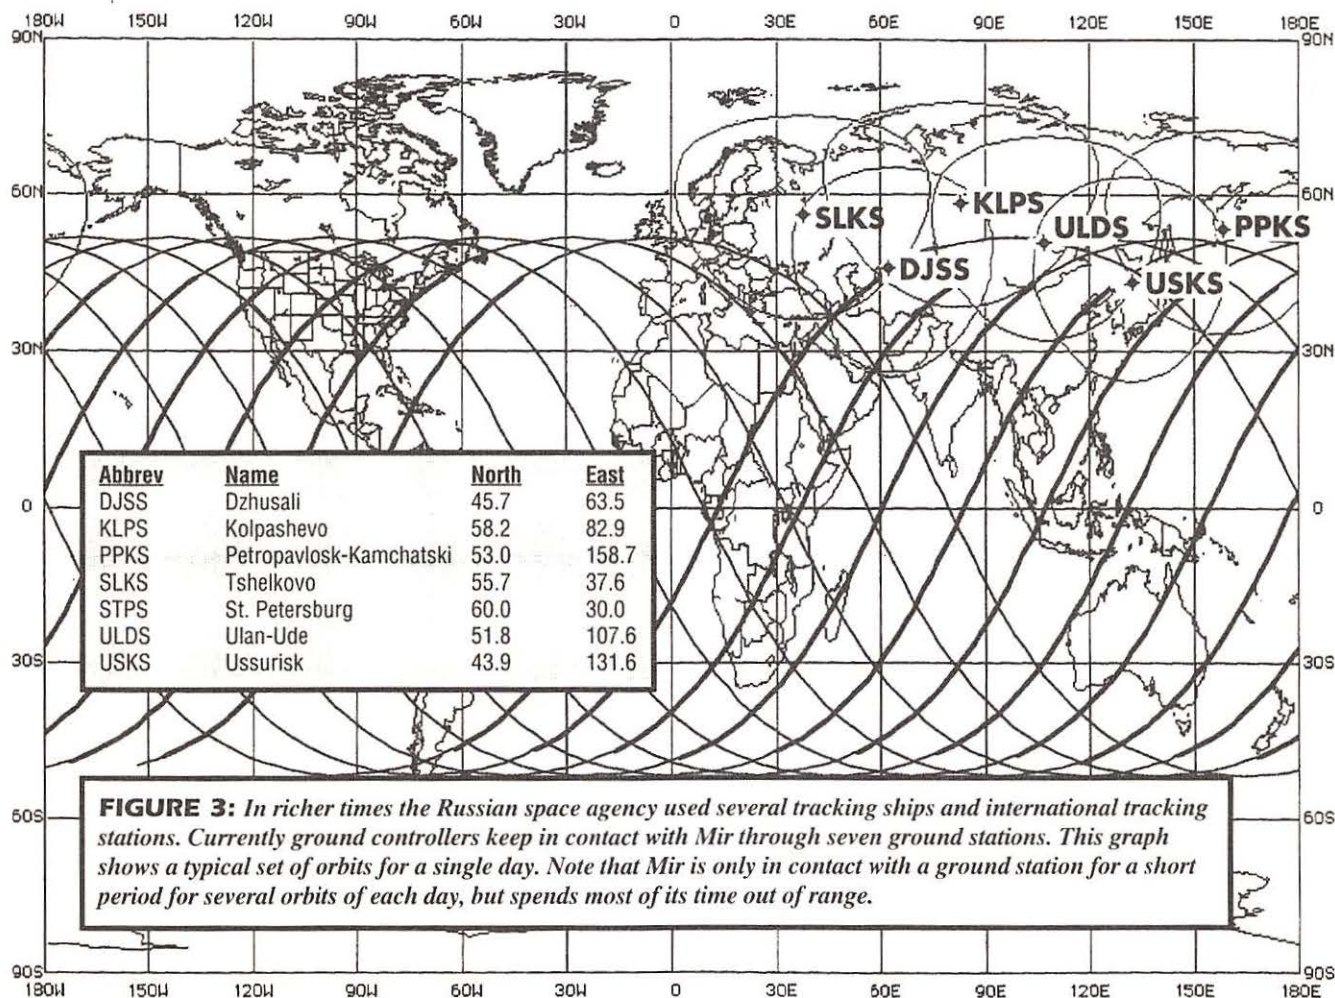 180W 150W 120W 90W 60W 30W 0 30E 60E 90E 120E 150E 180E
90N 90N
60N 60N
SLKS
KLPS
ULDS
PPKS
DJSS
USKS
30N 30N
Abbrev Name North East
DJSS Dzhusali 45.7 63.5
KLPS Kolpashevo 58.2 82.9
PPKS Petropavlosk-Kamchatski 53.0 158.7
SLKS Tshelkovo 55.7 37.6
STPS St. Petersburg 60.0 30.0
ULDS Ulan-Ude 51.8 107.6
USKS Ussurisk 43.9 131.6
0 0
30S 30S
FIGURE 3: In richer times the Russian space agency used several tracking ships and international tracking
stations. Currently ground controllers keep in contact with Mir through seven ground stations. This graph
shows a typical set of orbits for a single day. Note that Mir is only in contact with a ground station for a short
period for several orbits of each day, but spends most of its time out of range.
60S 60S
90S 90S
180W 150W 120W 90W 60W 30W 0 30E 60E 90E 120E 150E 180E